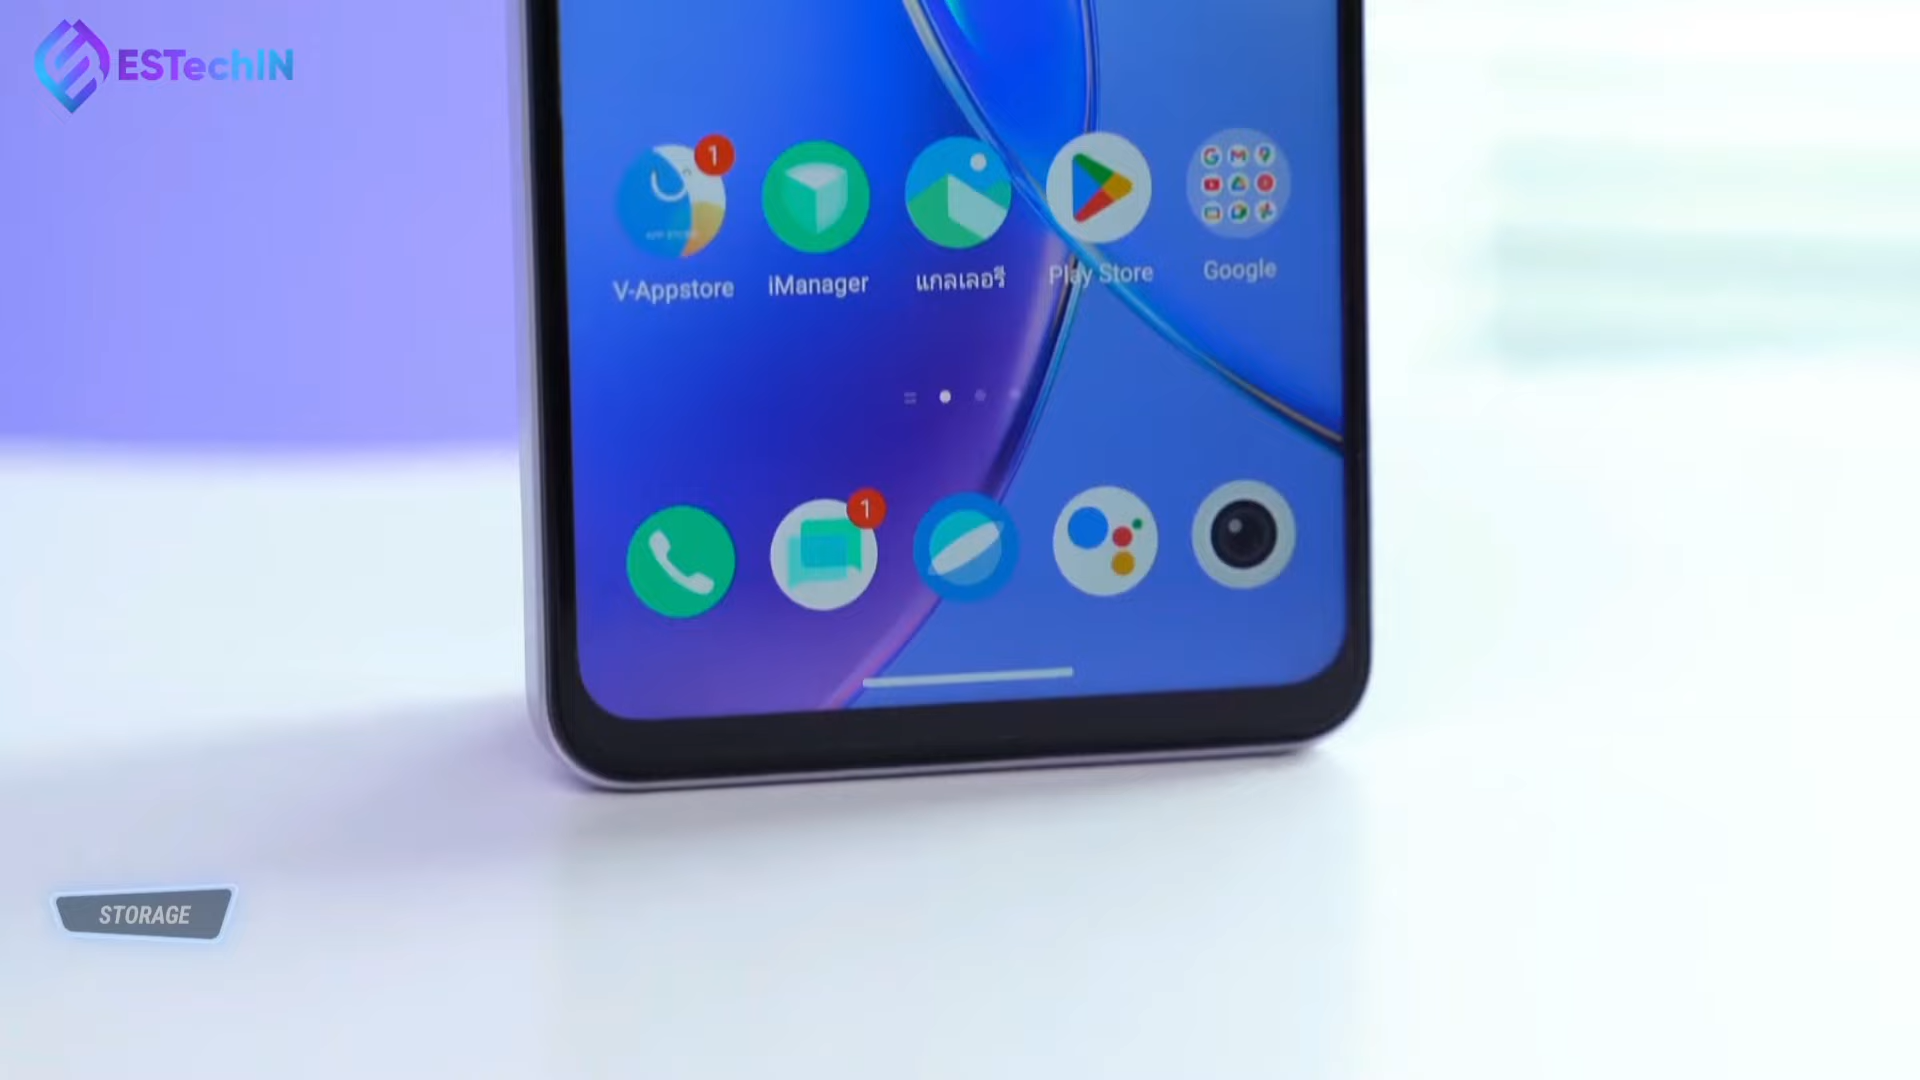 ESTechIN
1
V-Appstore
iManager
แกลเลอรี
Play Store
Google
1
STORAGE